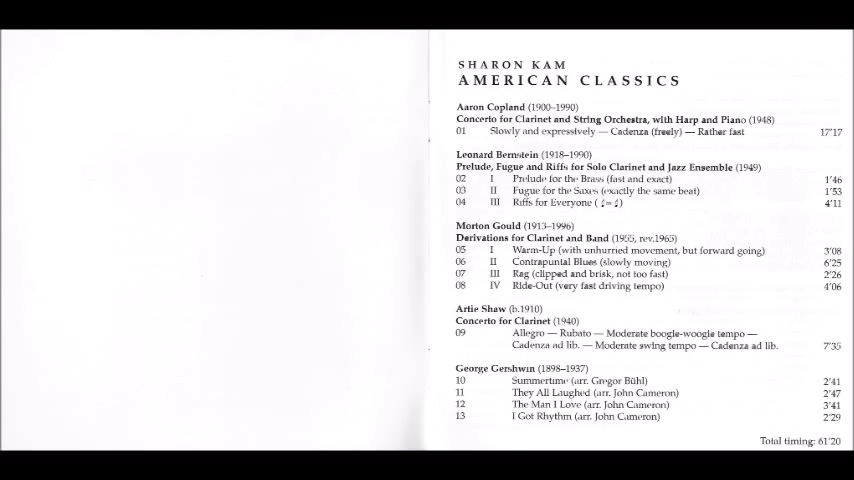 SHARON KAM
AMERICAN CLASSICS
Aaron Copland (1900–1990)
Concerto for Clarinet and String Orchestra, with Harp and Piano (1948)
01 Slowly and expressively — Cadenza (freely) — Rather fast 17'17
Leonard Bernstein (1918–1990)
Prelude, Fugue and Riffs for Solo Clarinet and Jazz Ensemble (1949)
02 I Prelude for the Brass (fast and exact) 1'46
03 II Fugue for the Saxes (exactly the same beat) 1'53
04 III Riffs for Everyone (♩=♩) 4'11
Morton Gould (1913–1996)
Derivations for Clarinet and Band (1955, rev.1965)
05 I Warm-Up (with unhurried movement, but forward going) 3'08
06 II Contrapuntal Blues (slowly moving) 6'25
07 III Rag (clipped and brisk, not too fast) 2'26
08 IV Ride-Out (very fast driving tempo) 4'06
Artie Shaw (b.1910)
Concerto for Clarinet (1940)
09 Allegro — Rubato — Moderate boogie-woogie tempo —
Cadenza ad lib. — Moderate swing tempo — Cadenza ad lib. 7'35
George Gershwin (1898–1937)
10 Summertime (arr. Gregor Bühl) 2'41
11 They All Laughed (arr. John Cameron) 2'47
12 The Man I Love (arr. John Cameron) 3'41
13 I Got Rhythm (arr. John Cameron) 2'29
Total timing: 61'20